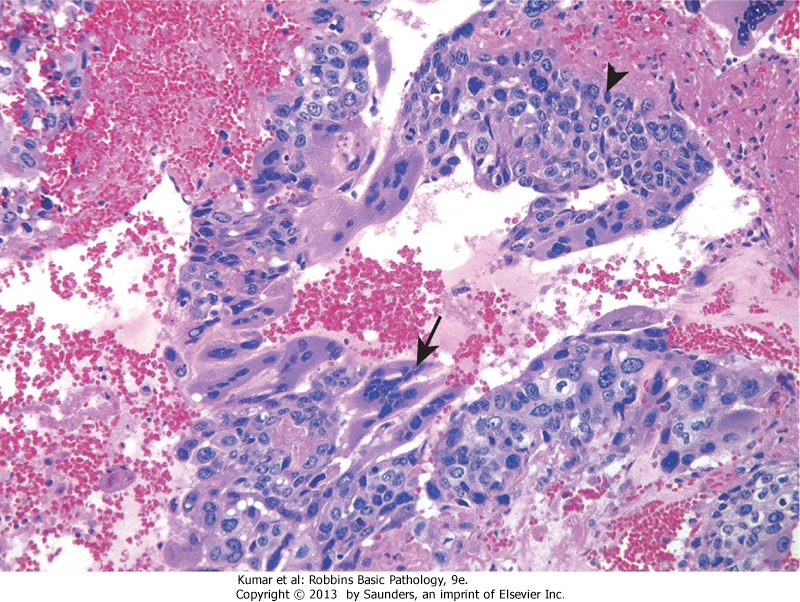 Kumar et al: Robbins Basic Pathology, 9e.
Copyright © 2013 by Saunders, an imprint of Elsevier Inc.